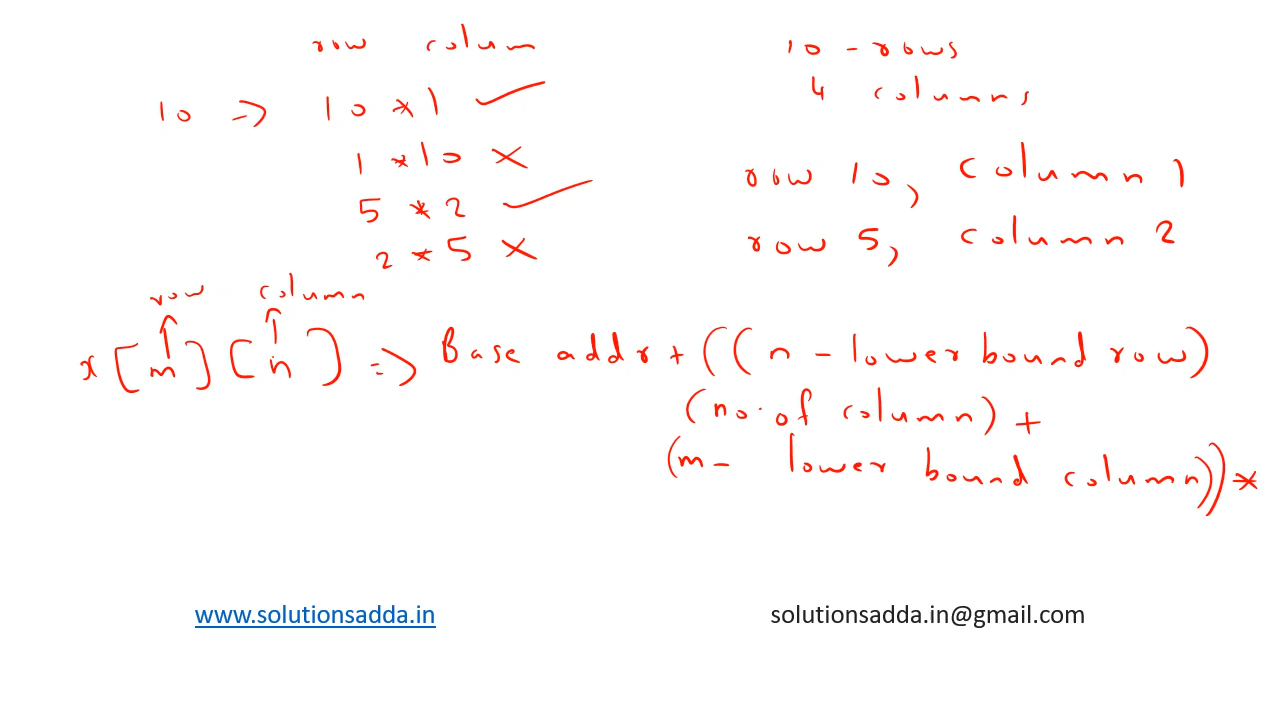 row column
10 => 10 * 1 ✓
1 * 10 ×
5 * 2 ✓
2 * 5 ×
10 - rows
4 columns
row 10, column 1
row 5, column 2
row column
x[m][n] => Base addr + ((n - lower bound row)
(no. of column) +
(m - lower bound column)) *
www.solutionsadda.in
solutionsadda.in@gmail.com